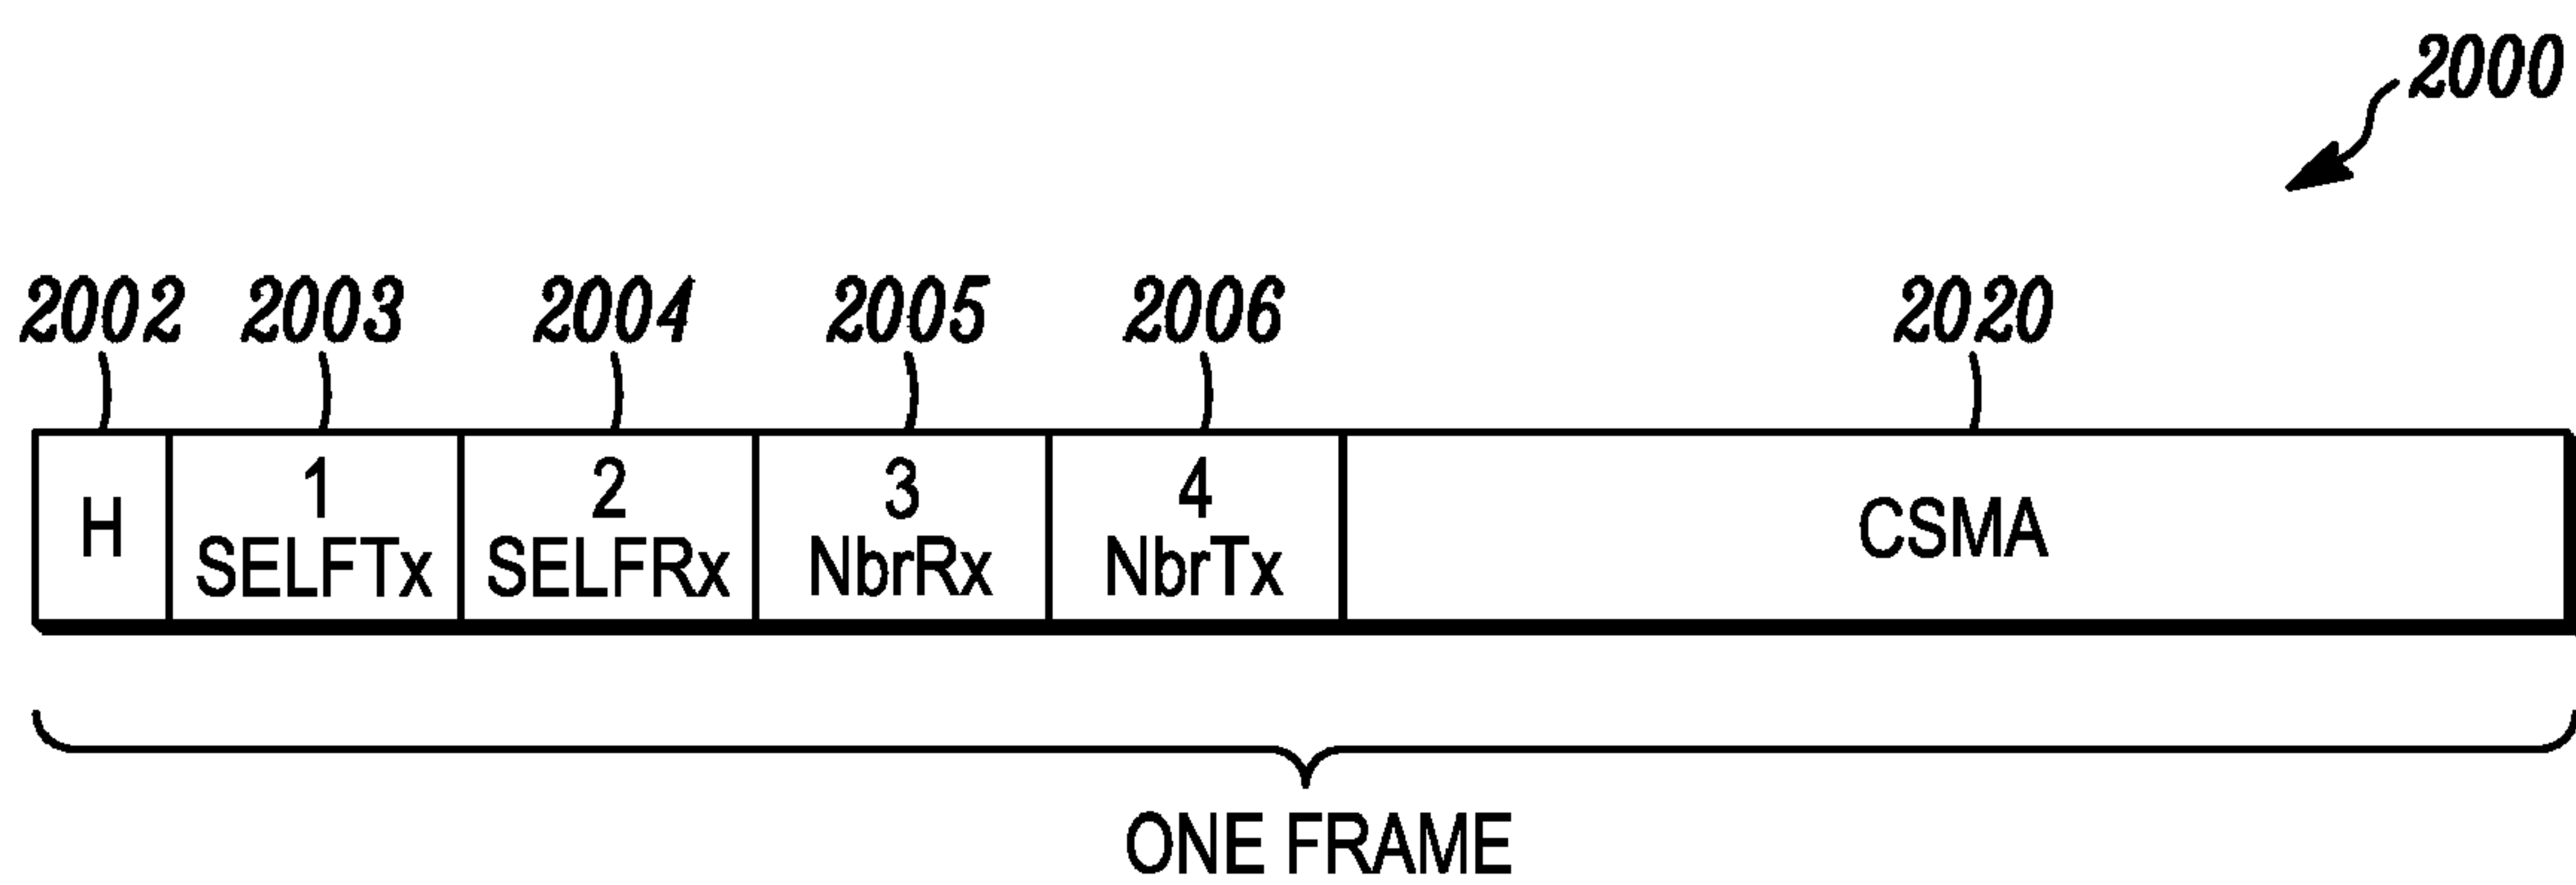 2000
2002 2003 2004 2005 2006 2020
H 1 SELFTx 2 SELFRx 3 NbrRx 4 NbrTx CSMA
ONE FRAME